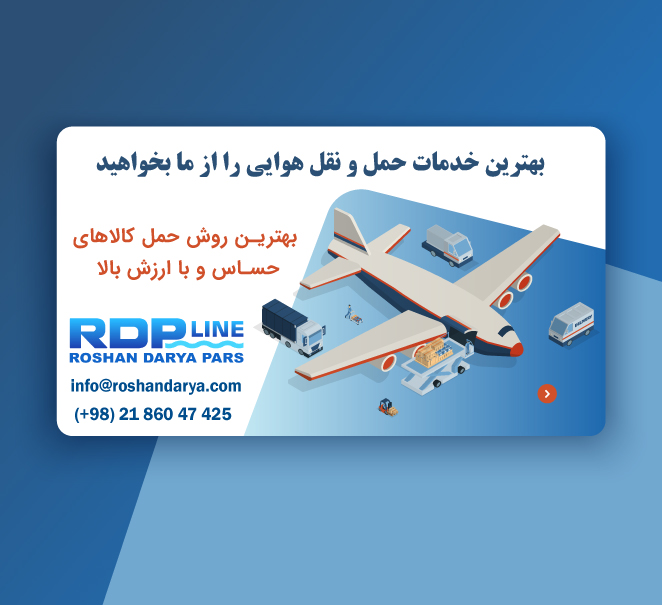 بهترین خدمات حمل و نقل هوایی را از ما بخواهید
بهتریـن روش حمل کالاهای
حسـاس و با ارزش بالا
RDP LINE
ROSHAN DARYA PARS
info@roshandarya.com
(+98) 21 860 47 425
DELIVERY